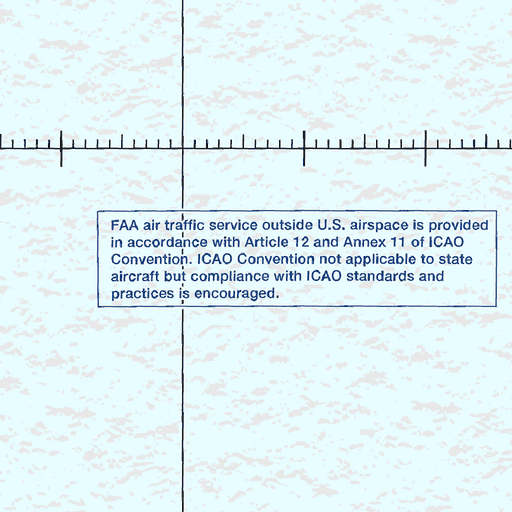 FAA air traffic service outside U.S. airspace is provided
in accordance with Article 12 and Annex 11 of ICAO
Convention. ICAO Convention not applicable to state
aircraft but compliance with ICAO standards and
practices is encouraged.